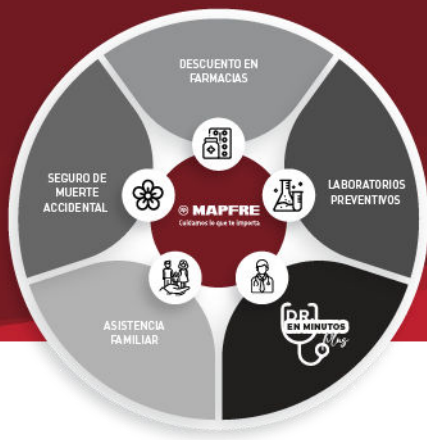 DESCUENTO EN
FARMACIAS
SEGURO DE
MUERTE
ACCIDENTAL
LABORATORIOS
PREVENTIVOS
MAPFRE
Cuidamos lo que te importa
ASISTENCIA
FAMILIAR
DR
EN MINUTOS
Plus